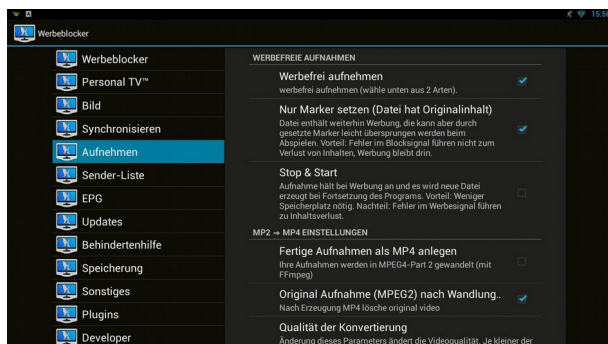 15:56
Werbeblocker
Werbeblocker
Personal TV™
Bild
Synchronisieren
Aufnehmen
Sender-Liste
EPG
Updates
Behindertenhilfe
Speicherung
Sonstiges
Plugins
Developer
WERBEFREIE AUFNAHMEN
Werbefrei aufnehmen
werbefrei aufnehmen (wähle unten aus 2 Arten).
Nur Marker setzen (Datei hat Originalinhalt)
Datei enthält weiterhin Werbung, die kann aber durch
gesetzte Marker leicht übersprungen werden beim
Abspielen. Vorteil: Fehler im Blocksignal führen nicht zum
Verlust von Inhalten, Werbung bleibt drin.
Stop & Start
Aufnahme hält bei Werbung an und es wird neue Datei
erzeugt bei Fortsetzung des Programs. Vorteil: Weniger
Speicherplatz nötig. Nachteil: Fehler im Werbesignal führen
zu Inhaltsverlust.
MP2 ⇒ MP4 EINSTELLUNGEN
Fertige Aufnahmen als MP4 anlegen
Ihre Aufnahmen werden in MPEG4-Part 2 gewandelt (mit
FFmpeg)
Original Aufnahme (MPEG2) nach Wandlung..
Nach Erzeugung MP4 lösche original video
Qualität der Konvertierung
Änderung dieses Parameters ändert die Videoqualität. Je kleiner der